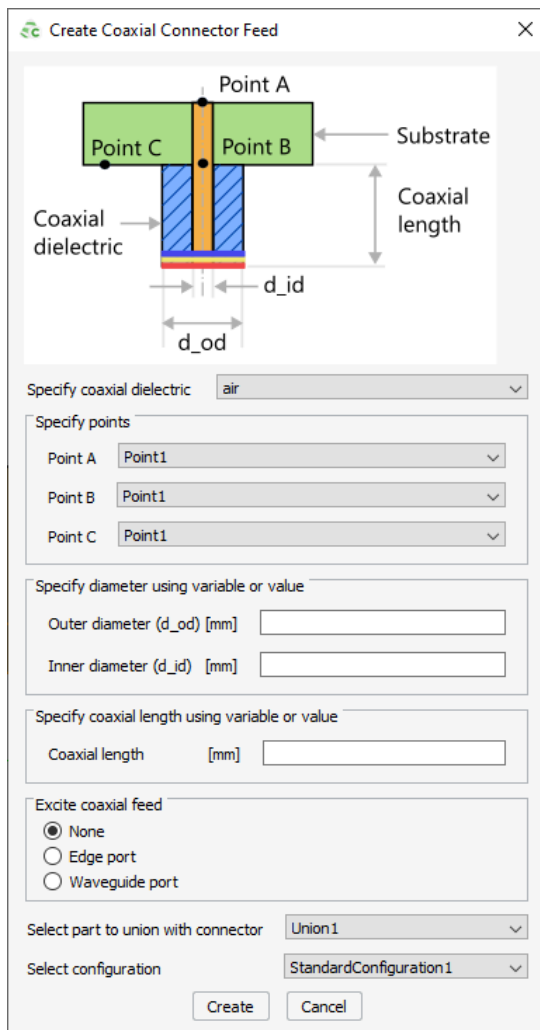 Create Coaxial Connector Feed
Point A
Point C
Point B
Substrate
Coaxial
dielectric
Coaxial
length
d_id
d_od
Specify coaxial dielectric air
Specify points
Point A Point1
Point B Point1
Point C Point1
Specify diameter using variable or value
Outer diameter (d_od) [mm]
Inner diameter (d_id) [mm]
Specify coaxial length using variable or value
Coaxial length [mm]
Excite coaxial feed
None
Edge port
Waveguide port
Select part to union with connector Union1
Select configuration StandardConfiguration1
Create Cancel